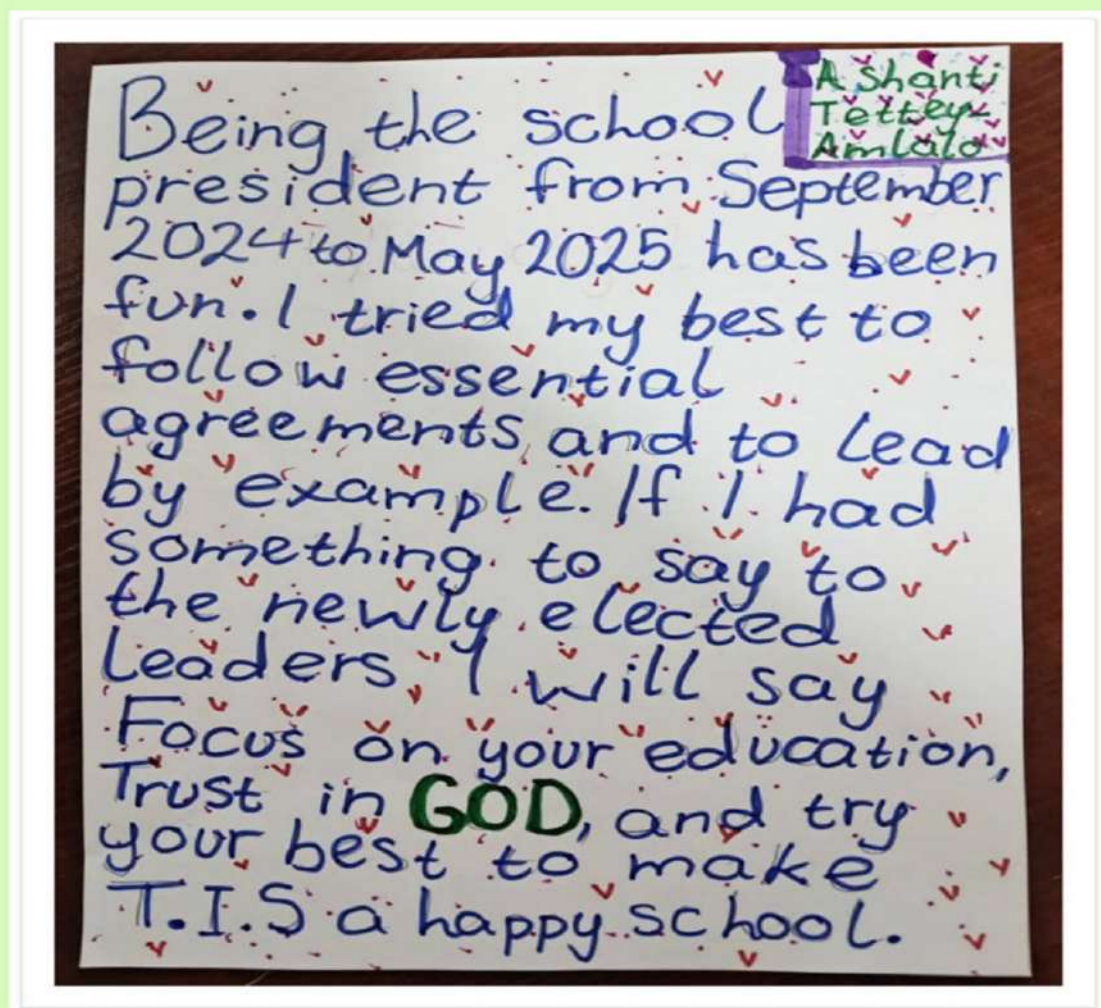 Ashanti
Tettey-
Amlalo
Being the school
president from September
2024 to May 2025 has been
fun. I tried my best to
follow essential
agreements and to lead
by example. If I had
something to say to
the newly elected
leaders, I will say
Focus on your education,
Trust in GOD, and try
your best to make
T.I.S a happy school.